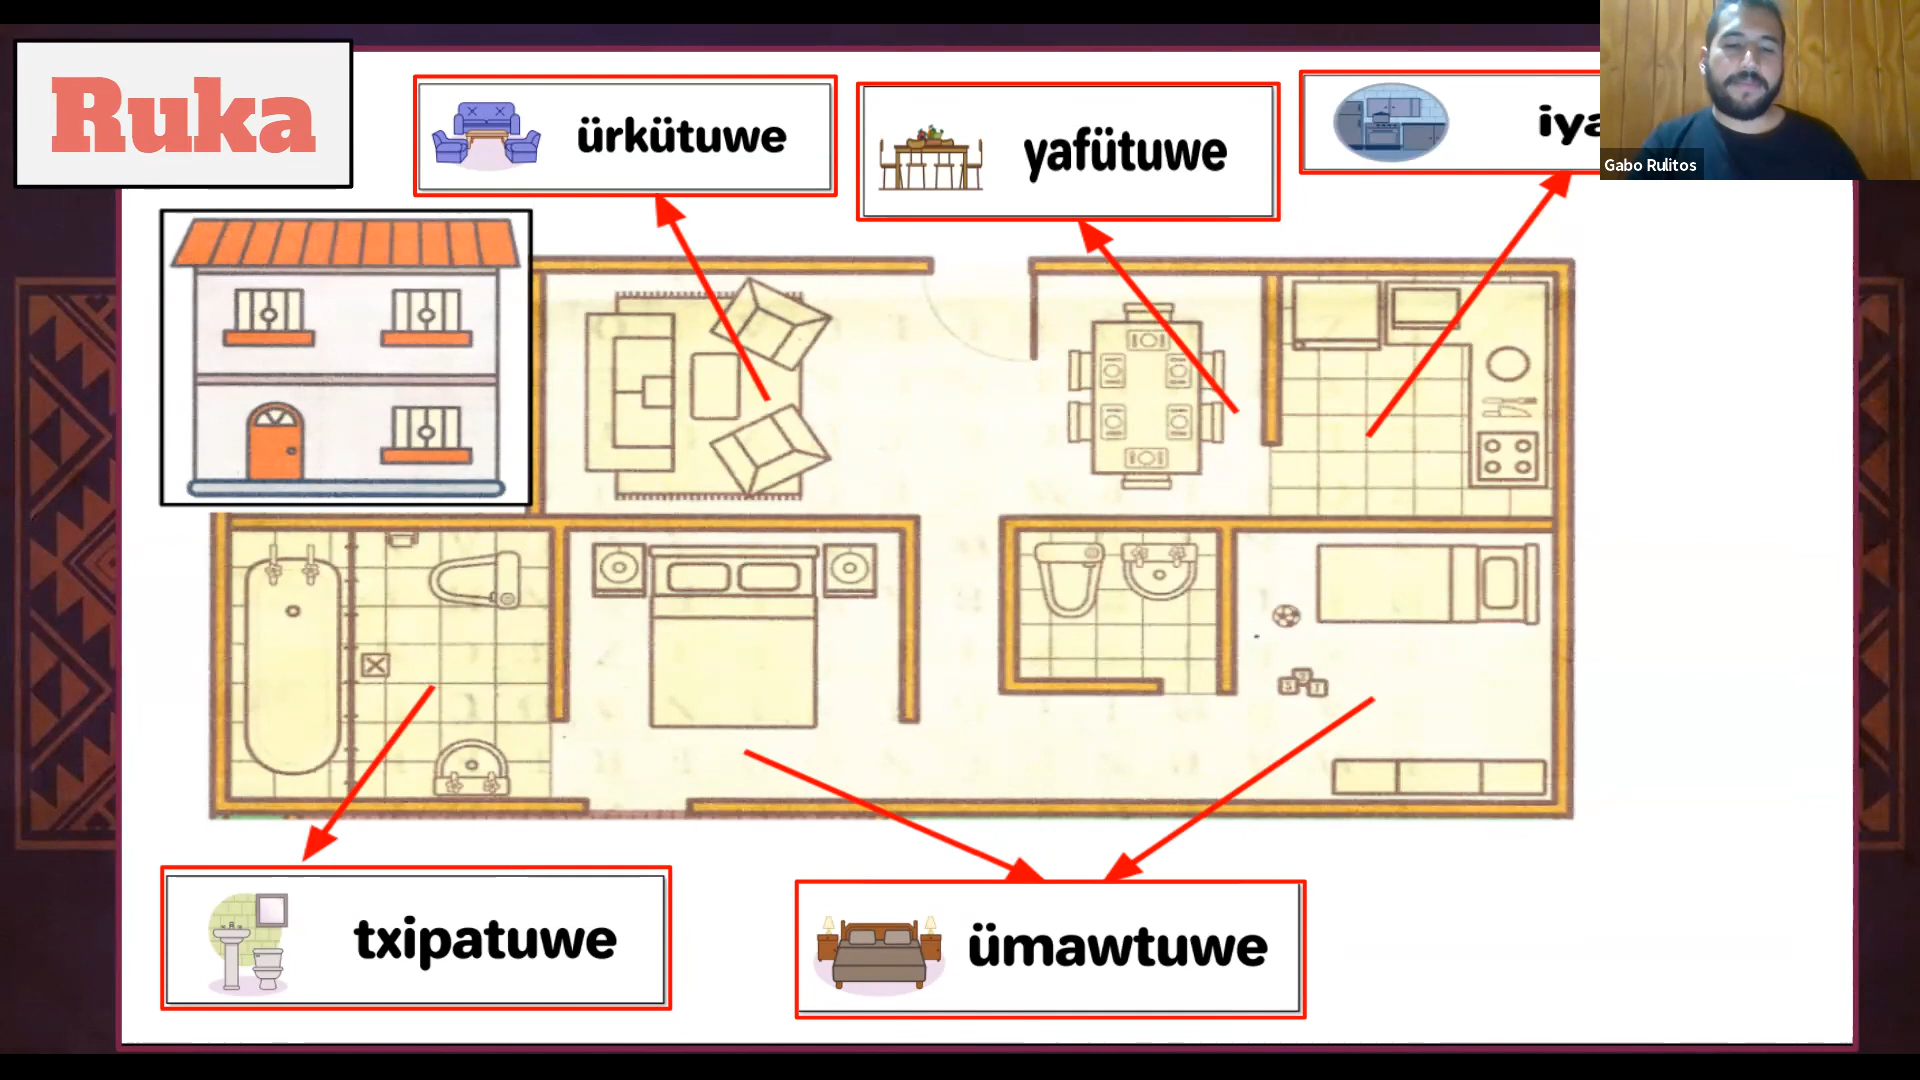 Ruka
ürkütuwe
yafütuwe
Gabo Rulitos
txipatuwe
ümawtuwe